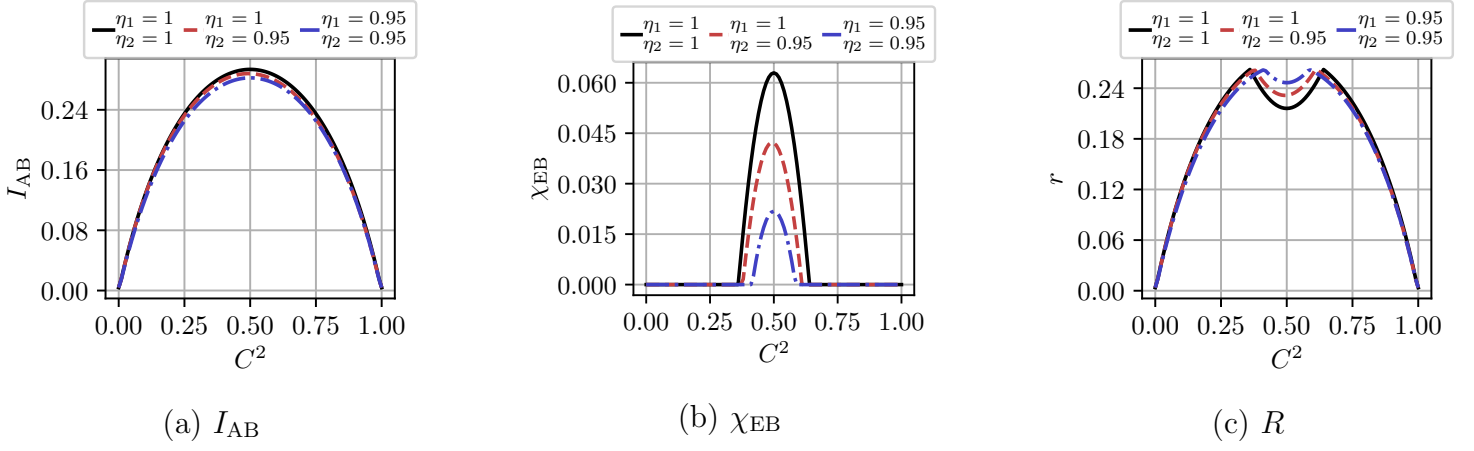 η₁ = 1 η₁ = 1 η₁ = 0.95
η₂ = 1 η₂ = 0.95 η₂ = 0.95
0.24
0.16
0.08
0.00
I_AB
0.00 0.25 0.50 0.75 1.00
C²
(a) I_AB
η₁ = 1 η₁ = 1 η₁ = 0.95
η₂ = 1 η₂ = 0.95 η₂ = 0.95
0.060
0.045
0.030
0.015
0.000
χ_EB
0.00 0.25 0.50 0.75 1.00
C²
(b) χ_EB
η₁ = 1 η₁ = 1 η₁ = 0.95
η₂ = 1 η₂ = 0.95 η₂ = 0.95
0.24
0.18
0.12
0.06
0.00
r
0.00 0.25 0.50 0.75 1.00
C²
(c) R